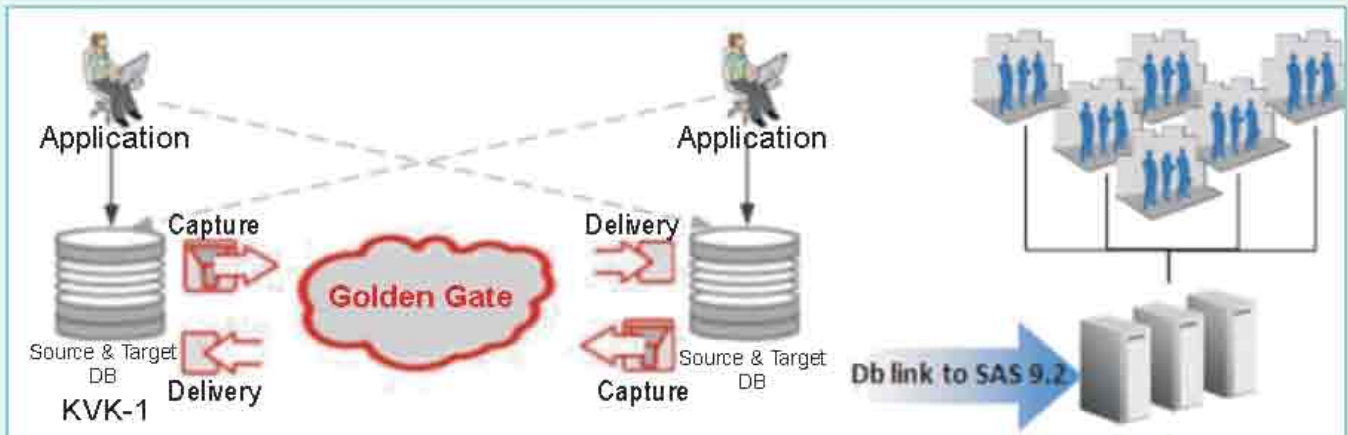 Application
Application
Capture
Delivery
Golden Gate
Source & Target
DB
Source & Target
DB
Delivery
Capture
KVK-1
Db link to SAS 9.2